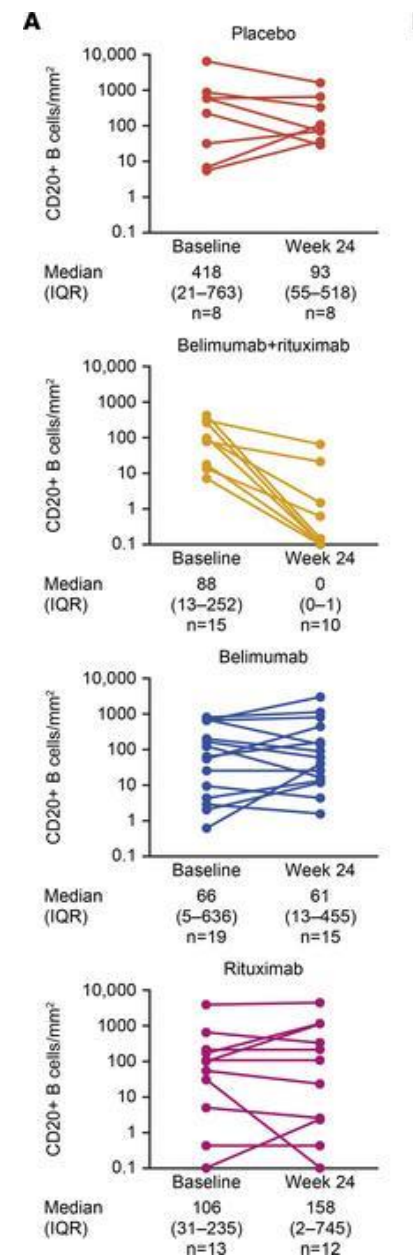 A
Placebo
CD20+ B cells/mm²
10,000
1000
100
10
1
0.1
Baseline Week 24
Median 418 93
(IQR) (21–763) (55–518)
n=8 n=8
Belimumab+rituximab
CD20+ B cells/mm²
10,000
1000
100
10
1
0.1
Baseline Week 24
Median 88 0
(IQR) (13–252) (0–1)
n=15 n=10
Belimumab
CD20+ B cells/mm²
10,000
1000
100
10
1
0.1
Baseline Week 24
Median 66 61
(IQR) (5–636) (13–455)
n=19 n=15
Rituximab
CD20+ B cells/mm²
10,000
1000
100
10
1
0.1
Baseline Week 24
Median 106 158
(IQR) (31–235) (2–745)
n=13 n=12